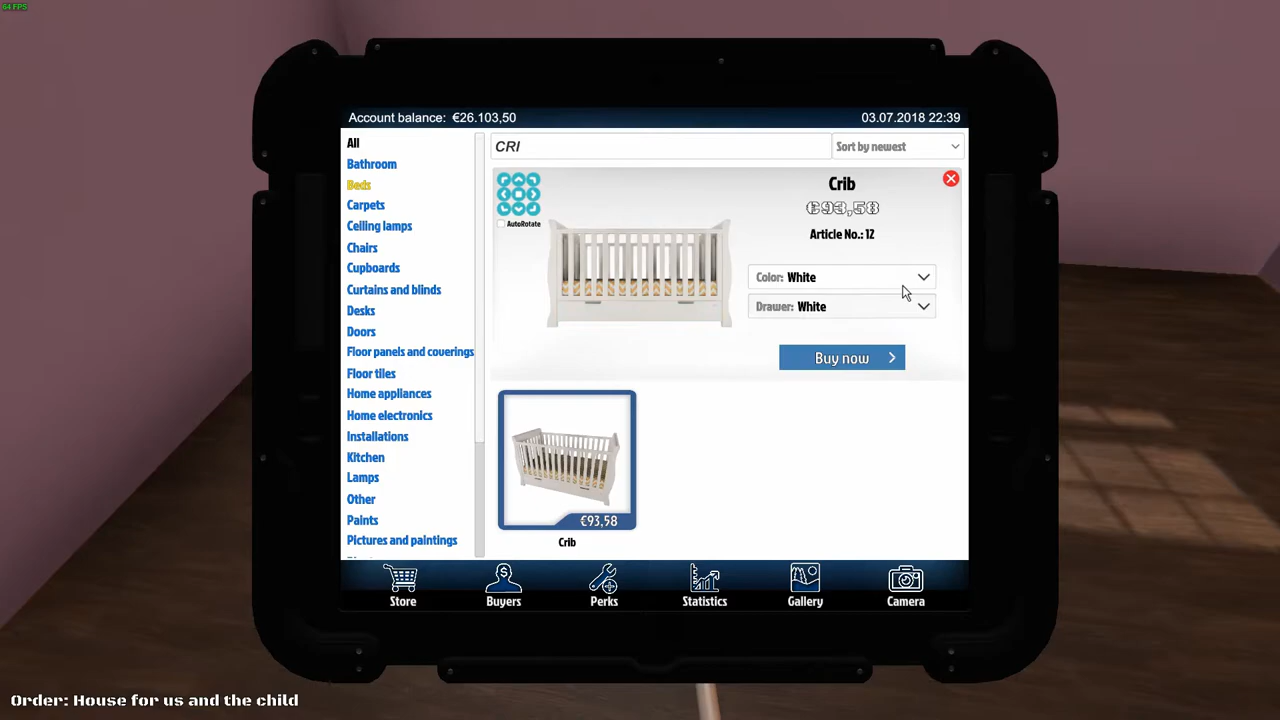 64 FPS
Account balance: €26.103,50
03.07.2018 22:39
All
Bathroom
Beds
Carpets
Ceiling lamps
Chairs
Cupboards
Curtains and blinds
Desks
Doors
Floor panels and coverings
Floor tiles
Home appliances
Home electronics
Installations
Kitchen
Lamps
Other
Paints
Pictures and paintings
CRI
Sort by newest
AutoRotate
Crib
€93,58
Article No.: 12
Color: White
Drawer: White
Buy now
€93,58
Crib
Store
Buyers
Perks
Statistics
Gallery
Camera
Order: House for us and the child